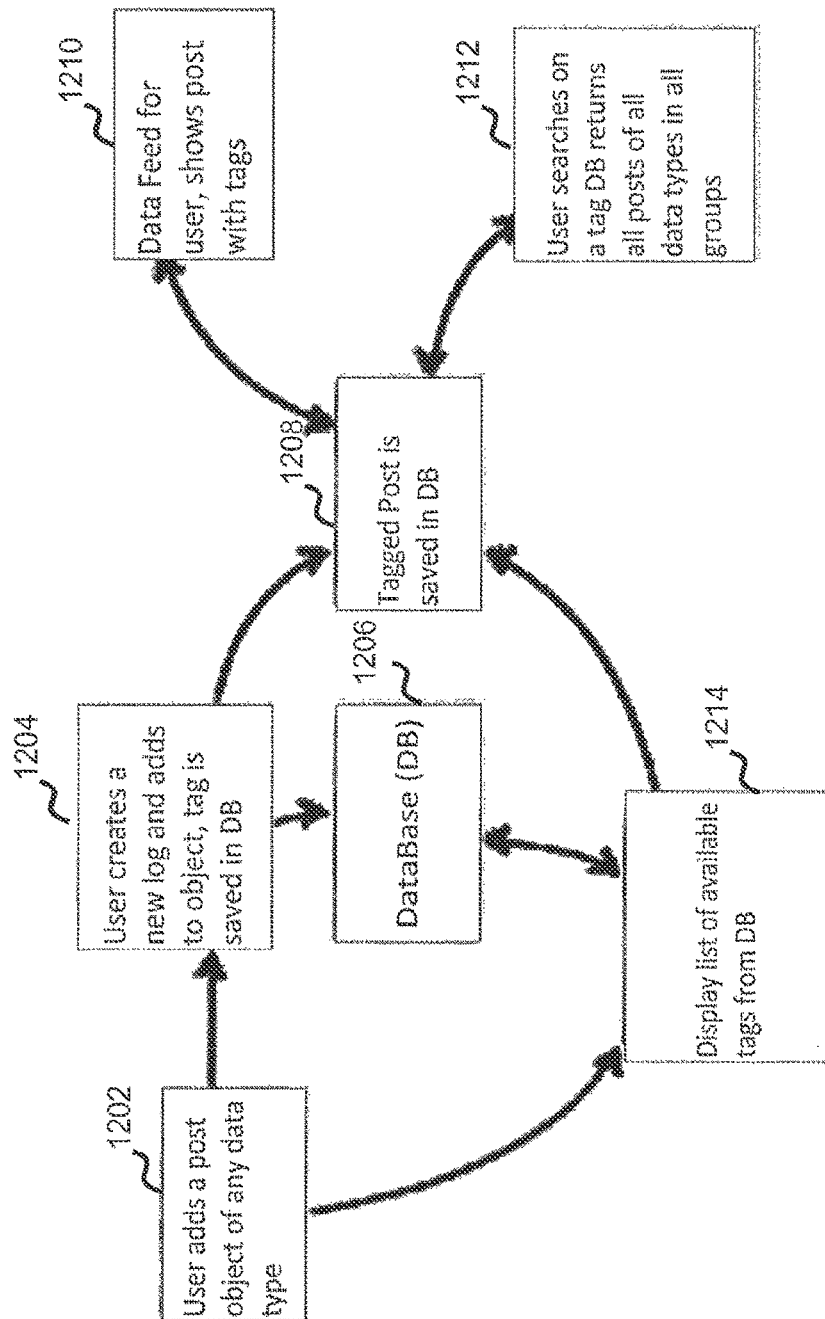 1202
User adds a post
object of any data
type
1204
User creates a
new log and adds
to object, tag is
saved in DB
1206
DataBase (DB)
1208
Tagged Post is
saved in DB
1210
Data Feed for
user, shows post
with tags
1212
User searches on
a tag DB returns
all posts of all
data types in all
groups
1214
Display list of available
tags from DB